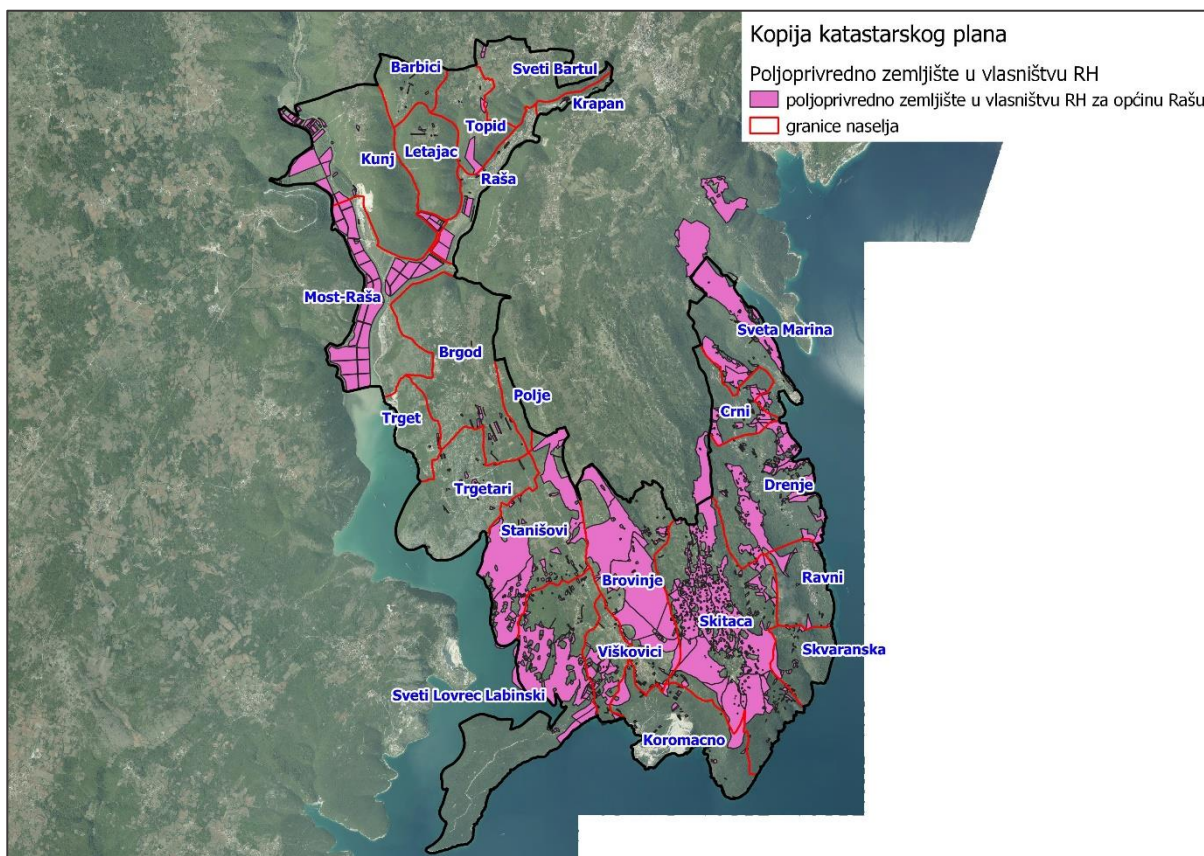 Kopija katastarskog plana
Poljoprivredno zemljište u vlasništvu RH
poljoprivredno zemljište u vlasništvu RH za općinu Rašu
granice naselja
Barbici
Sveti Bartul
Krapan
Topid
Letajac
Kunj
Raša
Most-Raša
Sveta Marina
Brgod
Polje
Trget
Crni
Trgetari
Drenje
Stanišovi
Brovinje
Ravni
Skitaca
Viškovici
Skvaranska
Sveti Lovrec Labinski
Koromacno